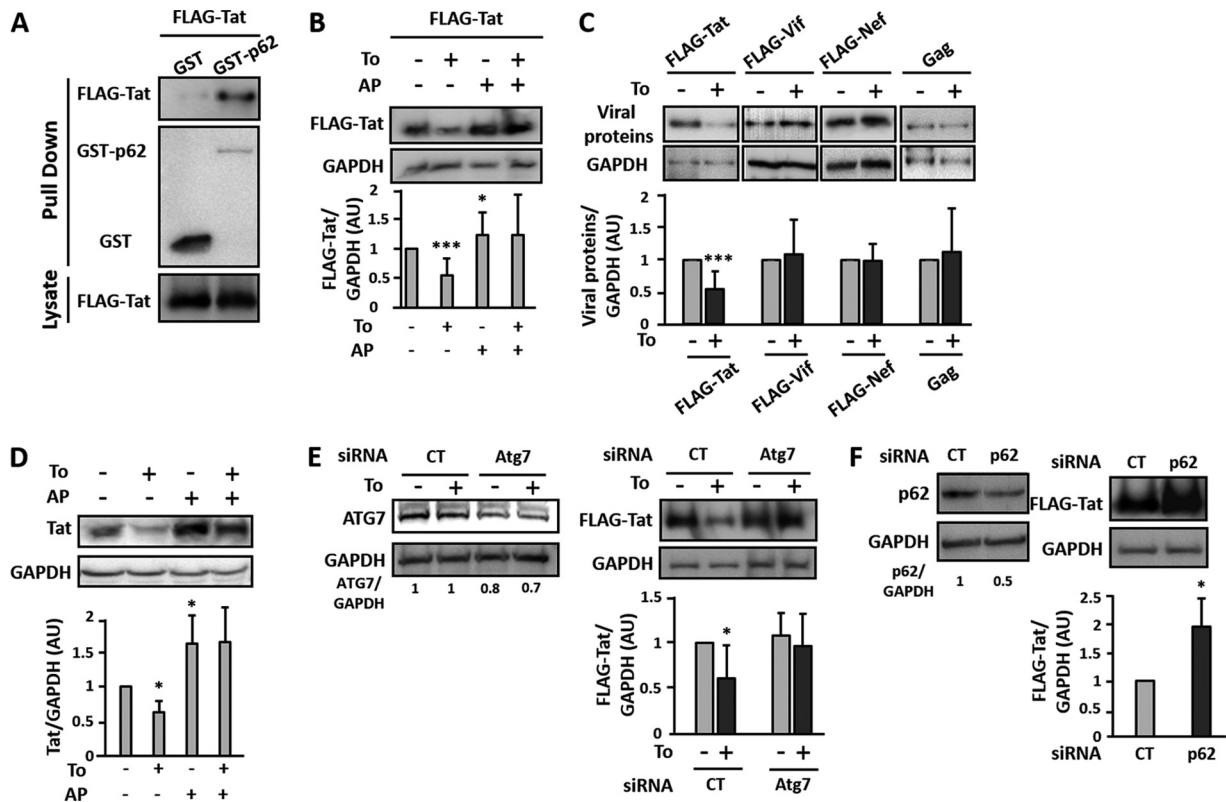 A
FLAG-Tat
GST
GST-p62
Pull Down
FLAG-Tat
GST-p62
GST
Lysate
FLAG-Tat
B
FLAG-Tat
To - + - +
AP - - + +
FLAG-Tat
GAPDH
FLAG-Tat/
GAPDH (AU)
2
1.5
1
0.5
0
***
*
To - + - +
AP - - + +
C
FLAG-Tat
FLAG-Vif
FLAG-Nef
Gag
To - + - + - + - +
Viral
proteins
GAPDH
Viral proteins/
GAPDH (AU)
2
1.5
1
0.5
0
***
To - + - + - + - +
FLAG-Tat
FLAG-Vif
FLAG-Nef
Gag
D
To - + - +
AP - - + +
Tat
GAPDH
Tat/GAPDH (AU)
2
1.5
1
0.5
0
*
*
To - + - +
AP - - + +
E
siRNA CT Atg7
To - + - +
ATG7
GAPDH
ATG7/
GAPDH
1 1 0.8 0.7
siRNA CT Atg7
To - + - +
FLAG-Tat
GAPDH
FLAG-Tat/
GAPDH (AU)
1.5
1
0.5
0
*
To - + - +
siRNA CT Atg7
F
siRNA CT p62
p62
GAPDH
p62/
GAPDH
1 0.5
siRNA CT p62
FLAG-Tat
GAPDH
FLAG-Tat/
GAPDH (AU)
2.5
2
1.5
1
0.5
0
*
siRNA CT p62